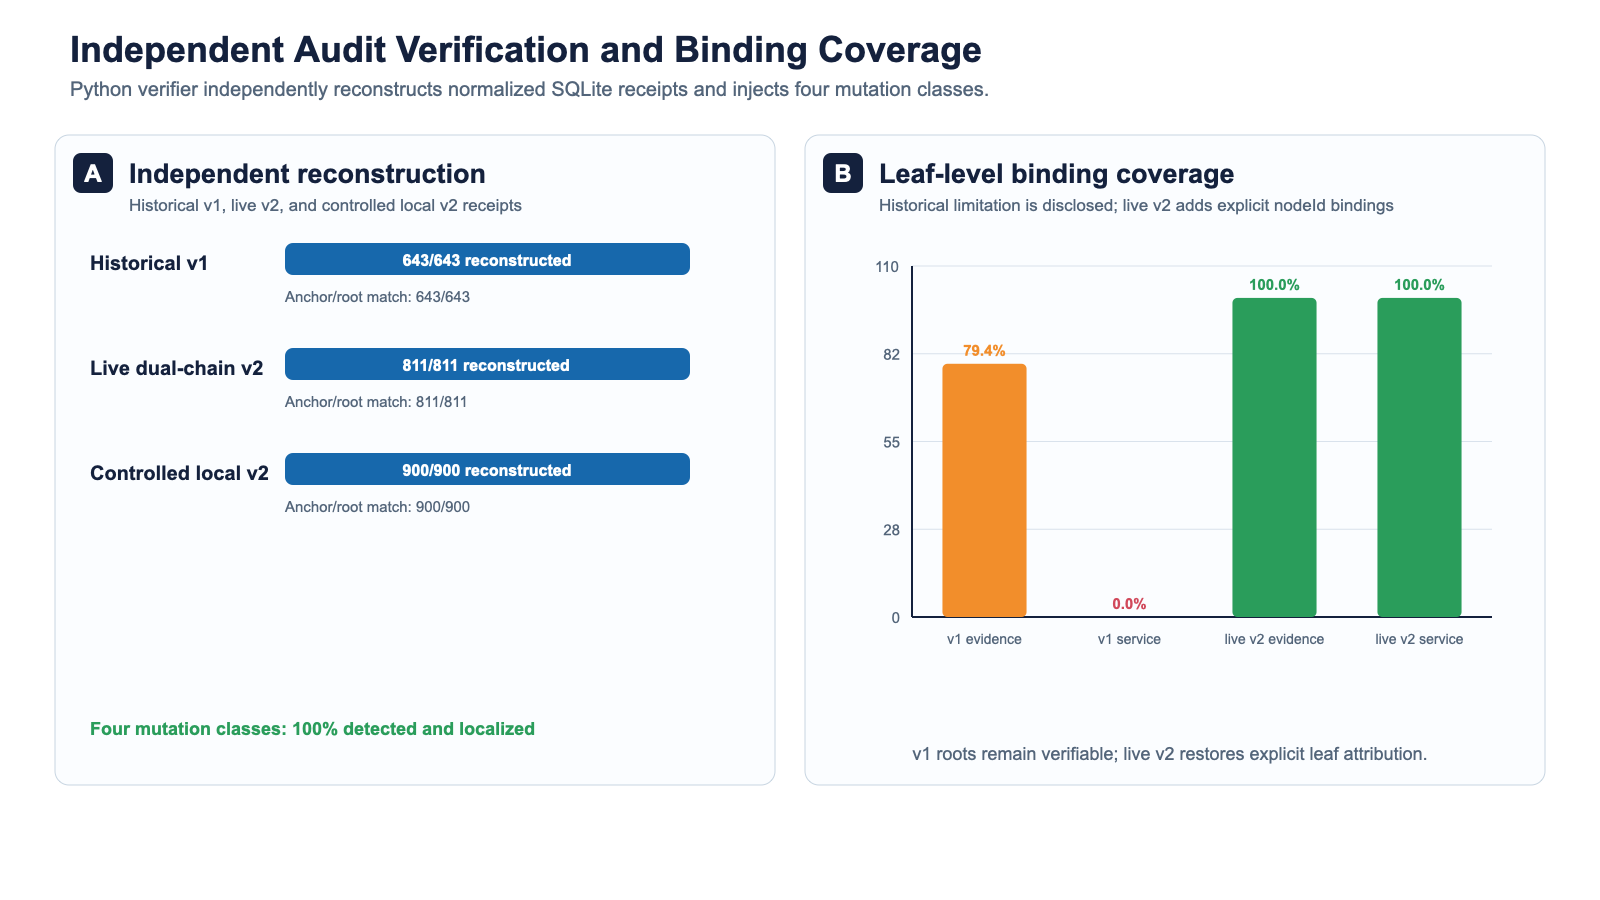 Independent Audit Verification and Binding Coverage
Python verifier independently reconstructs normalized SQLite receipts and injects four mutation classes.
A
Independent reconstruction
Historical v1, live v2, and controlled local v2 receipts
Historical v1
643/643 reconstructed
Anchor/root match: 643/643
Live dual-chain v2
811/811 reconstructed
Anchor/root match: 811/811
Controlled local v2
900/900 reconstructed
Anchor/root match: 900/900
Four mutation classes: 100% detected and localized
B
Leaf-level binding coverage
Historical limitation is disclosed; live v2 adds explicit nodeId bindings
110
82
55
28
0
79.4%
0.0%
100.0%
100.0%
v1 evidence
v1 service
live v2 evidence
live v2 service
v1 roots remain verifiable; live v2 restores explicit leaf attribution.